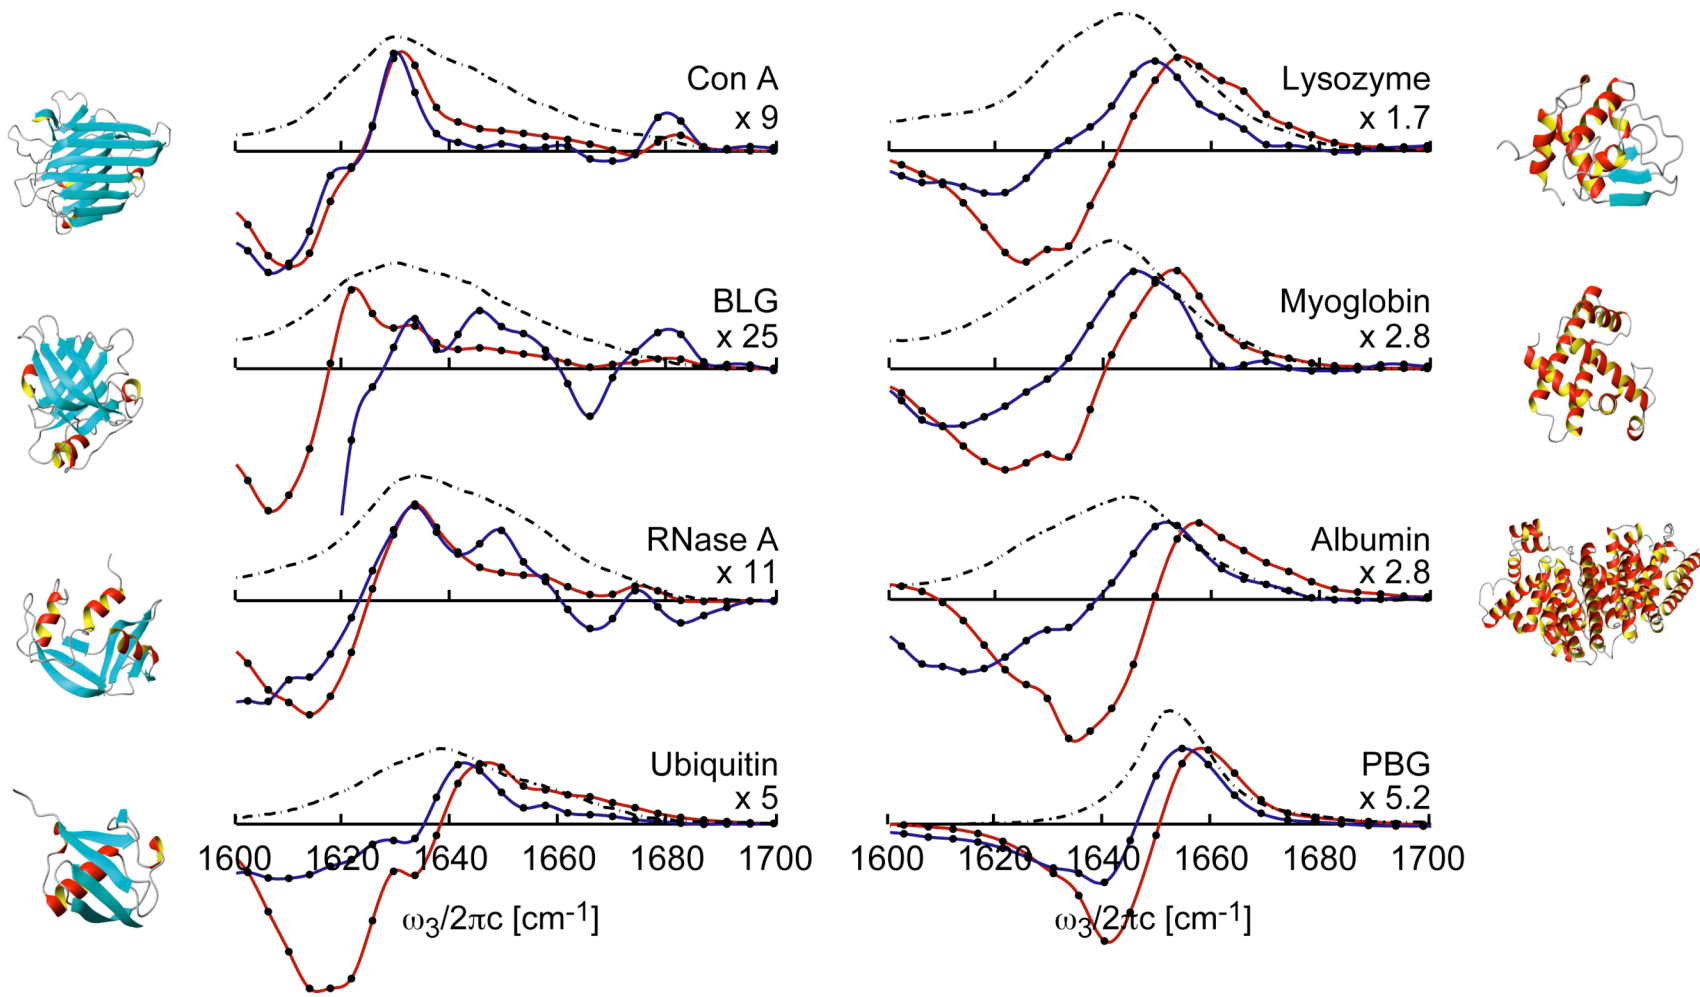 Con A
x 9
BLG
x 25
RNase A
x 11
Ubiquitin
x 5
1600 1620 1640 1660 1680 1700
ω3/2πc [cm-1]
Lysozyme
x 1.7
Myoglobin
x 2.8
Albumin
x 2.8
PBG
x 5.2
1600 1620 1640 1660 1680 1700
ω3/2πc [cm-1]